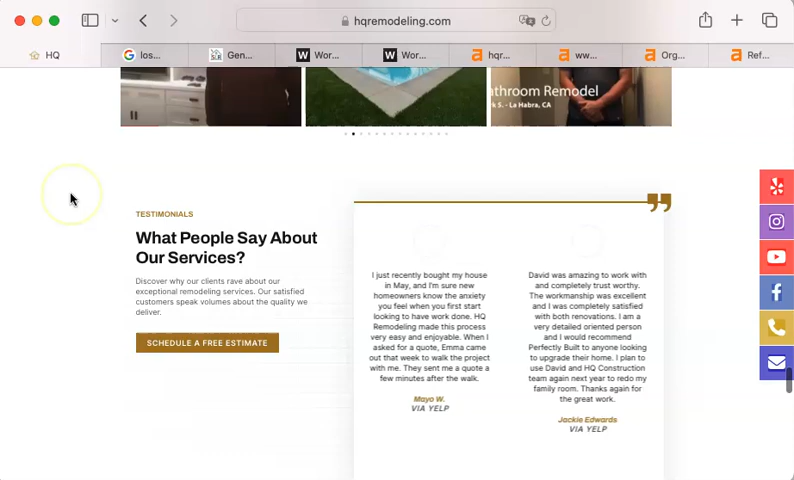 hqremodeling.com
HQ
los...
Gen...
Wor...
Wor...
hqr...
ww...
Org...
Ref...
athroom Remodel
k S. - La Habra, CA
TESTIMONIALS
What People Say About
Our Services?
Discover why our clients rave about our
exceptional remodeling services. Our satisfied
customers speak volumes about the quality we
deliver.
SCHEDULE A FREE ESTIMATE
I just recently bought my house
in May, and I'm sure new
homeowners know the anxiety
you feel when you first start
looking to have work done. HQ
Remodeling made this process
very easy and enjoyable. When I
asked for a quote, Emma came
out that week to walk the project
with me. They sent me a quote a
few minutes after the walk.
Mayo W.
VIA YELP
David was amazing to work with
and completely trust worthy.
The workmanship was excellent
and I was completely satisfied
with both renovations. I am a
very detailed oriented person
and I would recommend
Perfectly Built to anyone looking
to upgrade their home. I plan to
use David and HQ Construction
team again next year to redo my
family room. Thanks again for
the great work.
Jackie Edwards
VIA YELP